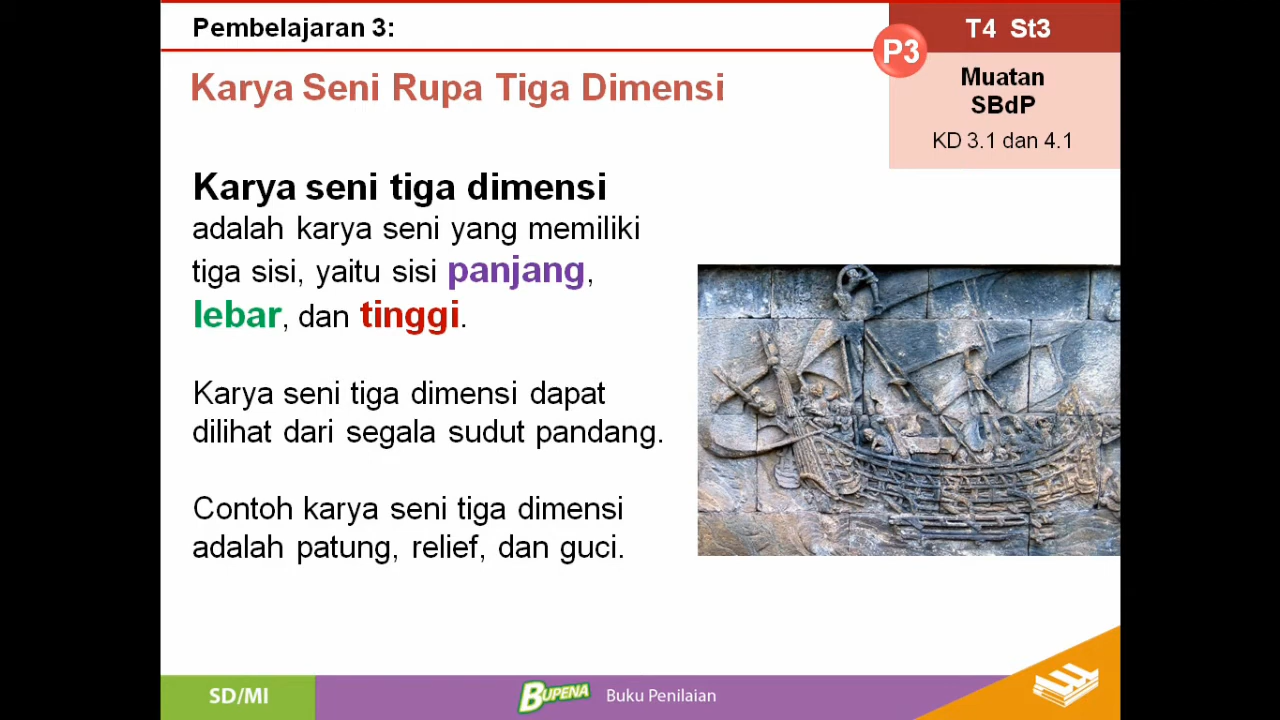 Pembelajaran 3:
T4 St3
P3
Karya Seni Rupa Tiga Dimensi
Muatan
SBdP
KD 3.1 dan 4.1
Karya seni tiga dimensi
adalah karya seni yang memiliki
tiga sisi, yaitu sisi panjang,
lebar, dan tinggi.
Karya seni tiga dimensi dapat
dilihat dari segala sudut pandang.
Contoh karya seni tiga dimensi
adalah patung, relief, dan guci.
SD/MI
BUPENA
Buku Penilaian